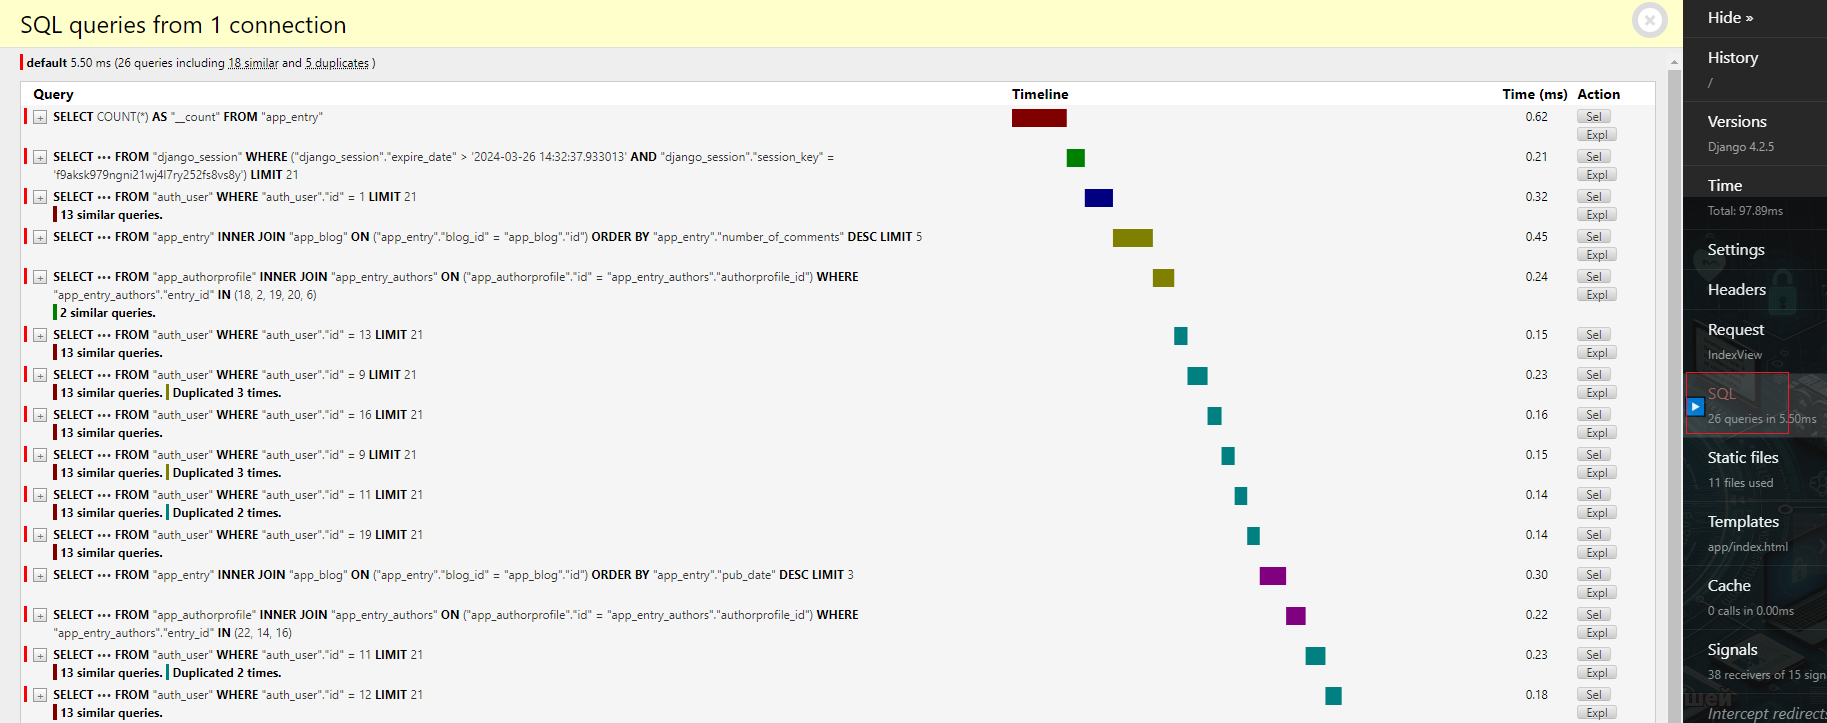 SQL queries from 1 connection
default 5.50 ms (26 queries including 18 similar and 5 duplicates )
Query Timeline Time (ms) Action
SELECT COUNT(*) AS "__count" FROM "app_entry" 0.62 Sel
Expl
SELECT ••• FROM "django_session" WHERE ("django_session"."expire_date" > '2024-03-26 14:32:37.933013' AND "django_session"."session_key" = 0.21 Sel
'f9aksk979ngni21wj4l7ry252fs8vs8y') LIMIT 21 Expl
SELECT ••• FROM "auth_user" WHERE "auth_user"."id" = 1 LIMIT 21 0.32 Sel
13 similar queries. Expl
SELECT ••• FROM "app_entry" INNER JOIN "app_blog" ON ("app_entry"."blog_id" = "app_blog"."id") ORDER BY "app_entry"."number_of_comments" DESC LIMIT 5 0.45 Sel
Expl
SELECT ••• FROM "app_authorprofile" INNER JOIN "app_entry_authors" ON ("app_authorprofile"."id" = "app_entry_authors"."authorprofile_id") WHERE 0.24 Sel
"app_entry_authors"."entry_id" IN (18, 2, 19, 20, 6) Expl
2 similar queries.
SELECT ••• FROM "auth_user" WHERE "auth_user"."id" = 13 LIMIT 21 0.15 Sel
13 similar queries. Expl
SELECT ••• FROM "auth_user" WHERE "auth_user"."id" = 9 LIMIT 21 0.23 Sel
13 similar queries. Duplicated 3 times. Expl
SELECT ••• FROM "auth_user" WHERE "auth_user"."id" = 16 LIMIT 21 0.16 Sel
13 similar queries. Expl
SELECT ••• FROM "auth_user" WHERE "auth_user"."id" = 9 LIMIT 21 0.15 Sel
13 similar queries. Duplicated 3 times. Expl
SELECT ••• FROM "auth_user" WHERE "auth_user"."id" = 11 LIMIT 21 0.14 Sel
13 similar queries. Duplicated 2 times. Expl
SELECT ••• FROM "auth_user" WHERE "auth_user"."id" = 19 LIMIT 21 0.14 Sel
13 similar queries. Expl
SELECT ••• FROM "app_entry" INNER JOIN "app_blog" ON ("app_entry"."blog_id" = "app_blog"."id") ORDER BY "app_entry"."pub_date" DESC LIMIT 3 0.30 Sel
Expl
SELECT ••• FROM "app_authorprofile" INNER JOIN "app_entry_authors" ON ("app_authorprofile"."id" = "app_entry_authors"."authorprofile_id") WHERE 0.22 Sel
"app_entry_authors"."entry_id" IN (22, 14, 16) Expl
SELECT ••• FROM "auth_user" WHERE "auth_user"."id" = 11 LIMIT 21 0.23 Sel
13 similar queries. Duplicated 2 times. Expl
SELECT ••• FROM "auth_user" WHERE "auth_user"."id" = 12 LIMIT 21 0.18 Sel
13 similar queries. Expl
Hide »
History
/
Versions
Django 4.2.5
Time
Total: 97.89ms
Settings
Headers
Request
IndexView
SQL
26 queries in 5.50ms
Static files
11 files used
Templates
app/index.html
Cache
0 calls in 0.00ms
Signals
38 receivers of 15 sign
Intercept redirects